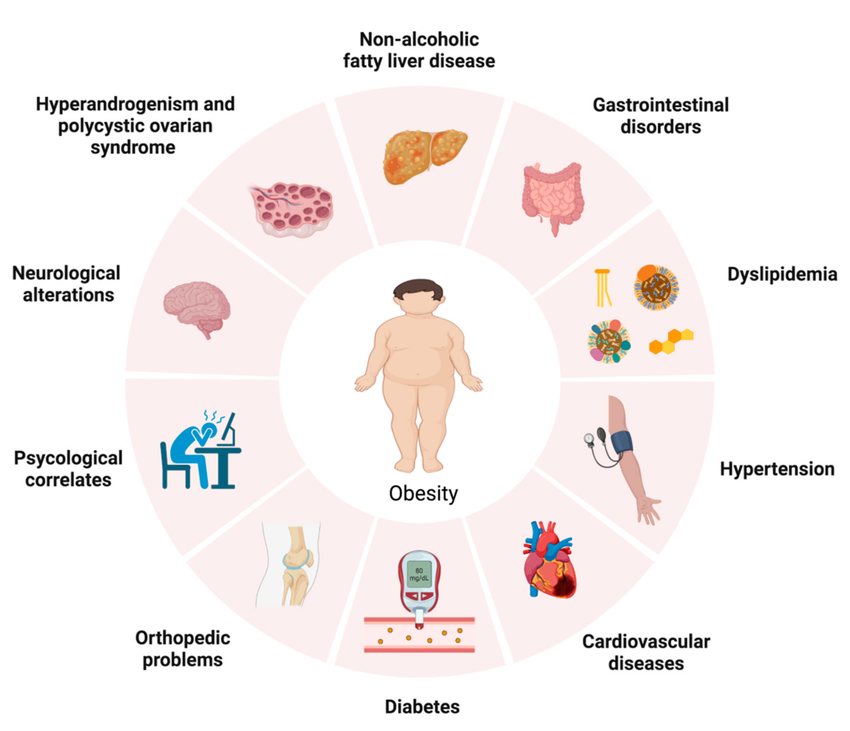 Non-alcoholic
fatty liver disease
Gastrointestinal
disorders
Dyslipidemia
Hypertension
Cardiovascular
diseases
Diabetes
Orthopedic
problems
Psycological
correlates
Neurological
alterations
Hyperandrogenism and
polycystic ovarian
syndrome
Obesity
80
mg/dL